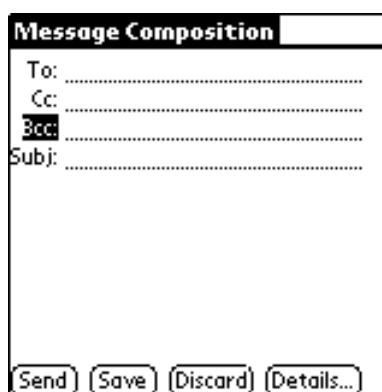 Message Composition
To:
Cc:
Bcc:
Subj:
Send Save Discard Details...